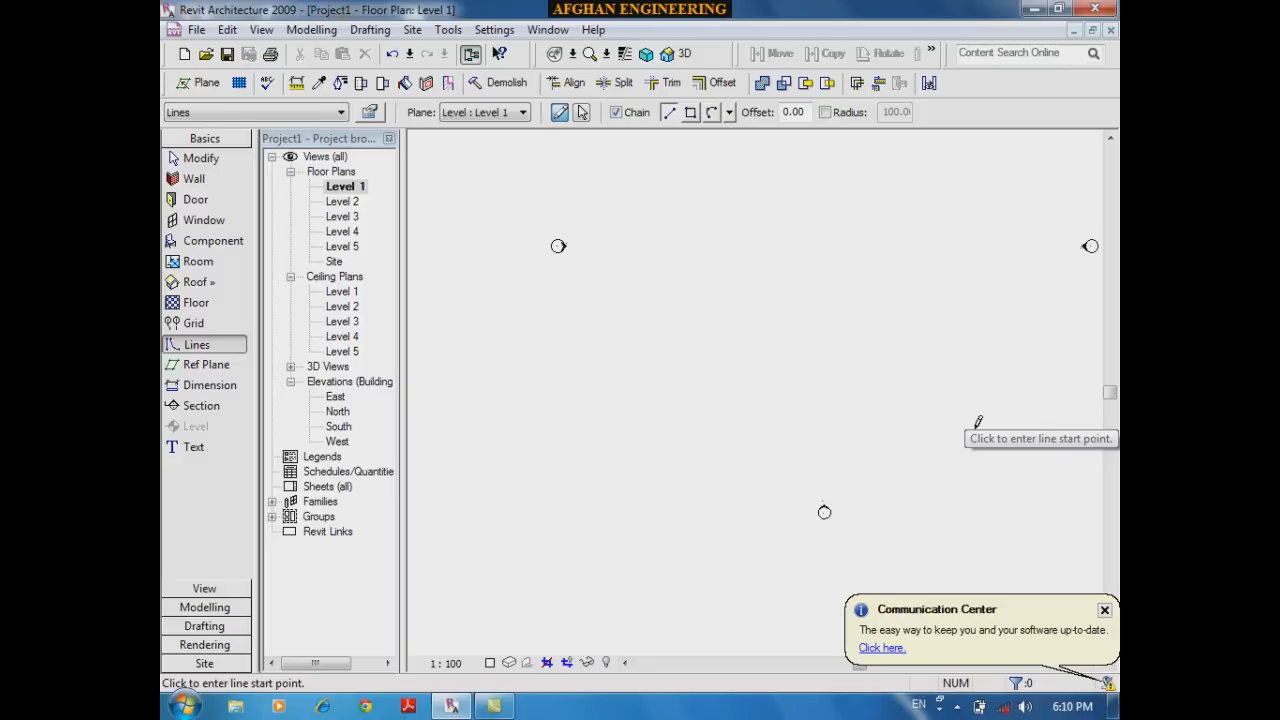 Revit Architecture 2009 - [Project1 - Floor Plan: Level 1]
AFGHAN ENGINEERING
File Edit View Modelling Drafting Site Tools Settings Window Help
3D Move Copy Rotate » Content Search Online
Plane Demolish Align Split Trim Offset
Lines Plane: Level : Level 1 Chain Offset: 0.00 Radius: 100.0
Basics
Modify
Wall
Door
Window
Component
Room
Roof »
Floor
Grid
Lines
Ref Plane
Dimension
Section
Level
Text
View
Modelling
Drafting
Rendering
Site
Project1 - Project bro...
Views (all)
Floor Plans
Level 1
Level 2
Level 3
Level 4
Level 5
Site
Ceiling Plans
Level 1
Level 2
Level 3
Level 4
Level 5
3D Views
Elevations (Building
East
North
South
West
Legends
Schedules/Quantitie
Sheets (all)
Families
Groups
Revit Links
Click to enter line start point.
Communication Center
The easy way to keep you and your software up-to-date.
Click here.
1 : 100
Click to enter line start point.
NUM :0
EN 6:10 PM